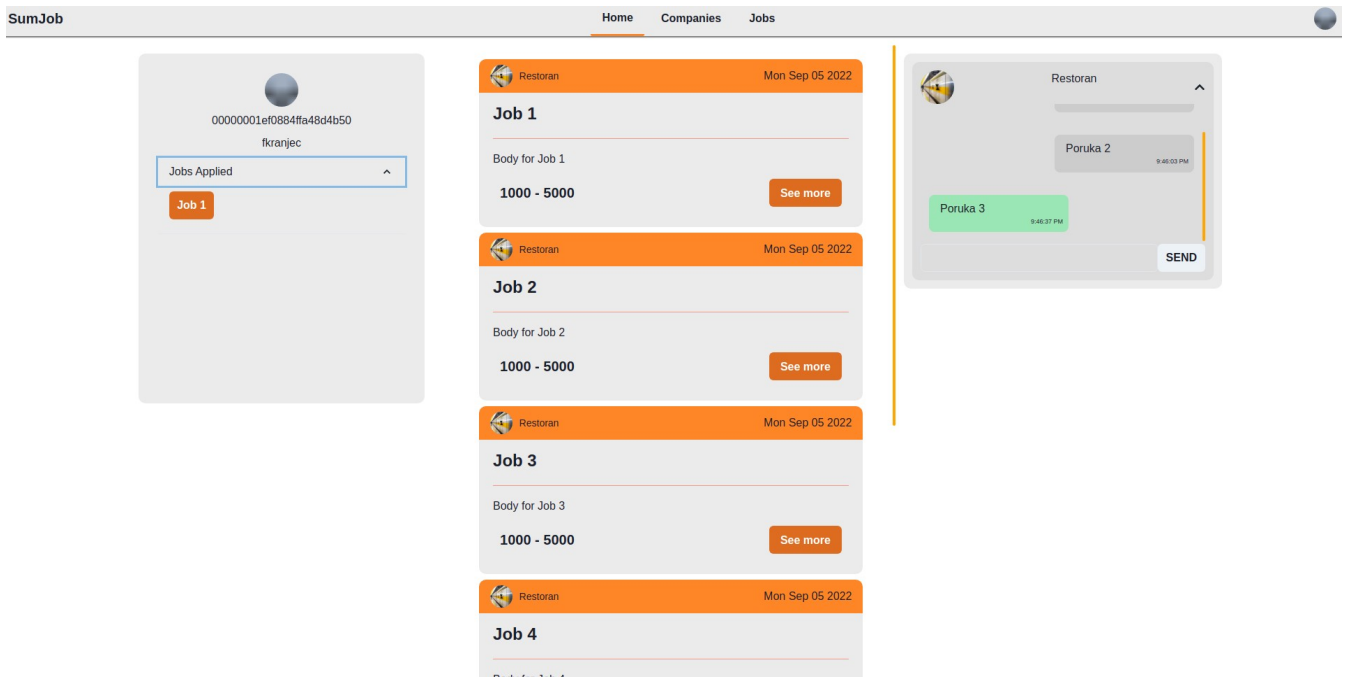 SumJob
Home Companies Jobs
00000001ef0884ffa48d4b50
fkranjec
Jobs Applied
Job 1
Restoran Mon Sep 05 2022
Job 1
Body for Job 1
1000 - 5000 See more
Restoran Mon Sep 05 2022
Job 2
Body for Job 2
1000 - 5000 See more
Restoran Mon Sep 05 2022
Job 3
Body for Job 3
1000 - 5000 See more
Restoran Mon Sep 05 2022
Job 4
Restoran
Poruka 2
9:46:03 PM
Poruka 3
9:46:37 PM
SEND